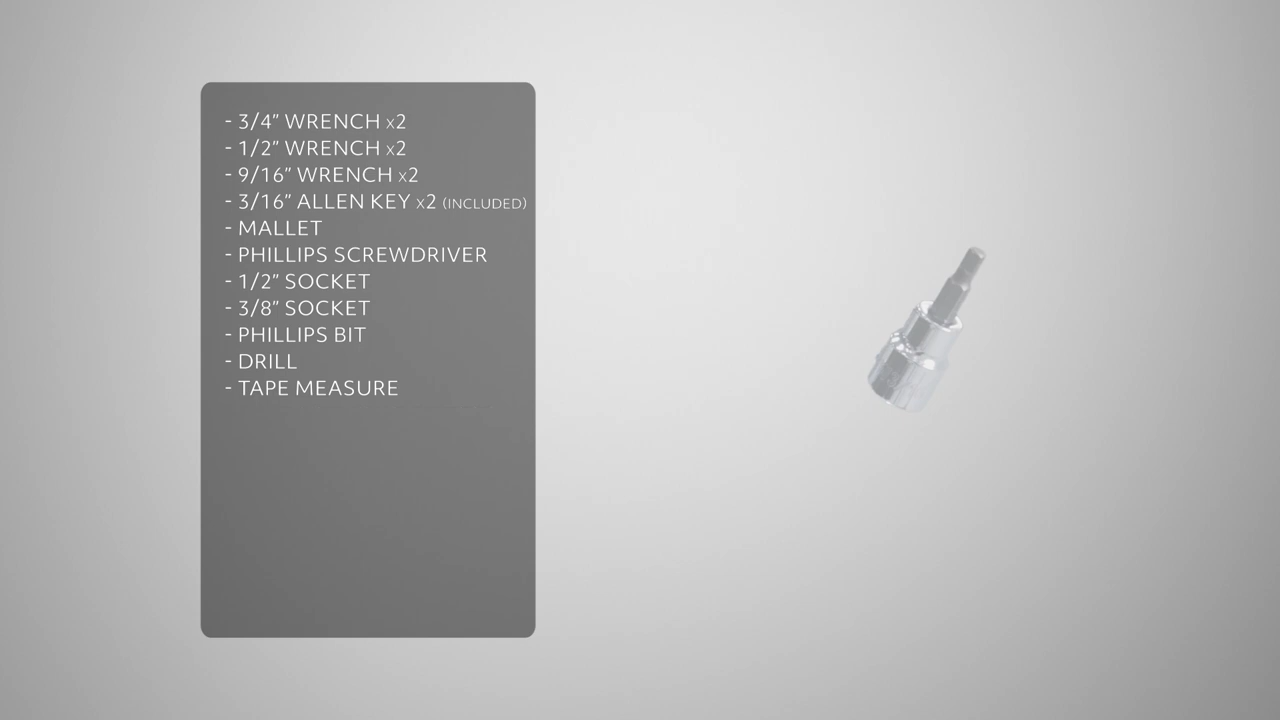 - 3/4” WRENCH x2
- 1/2” WRENCH x2
- 9/16” WRENCH x2
- 3/16” ALLEN KEY x2 (INCLUDED)
- MALLET
- PHILLIPS SCREWDRIVER
- 1/2” SOCKET
- 3/8” SOCKET
- PHILLIPS BIT
- DRILL
- TAPE MEASURE